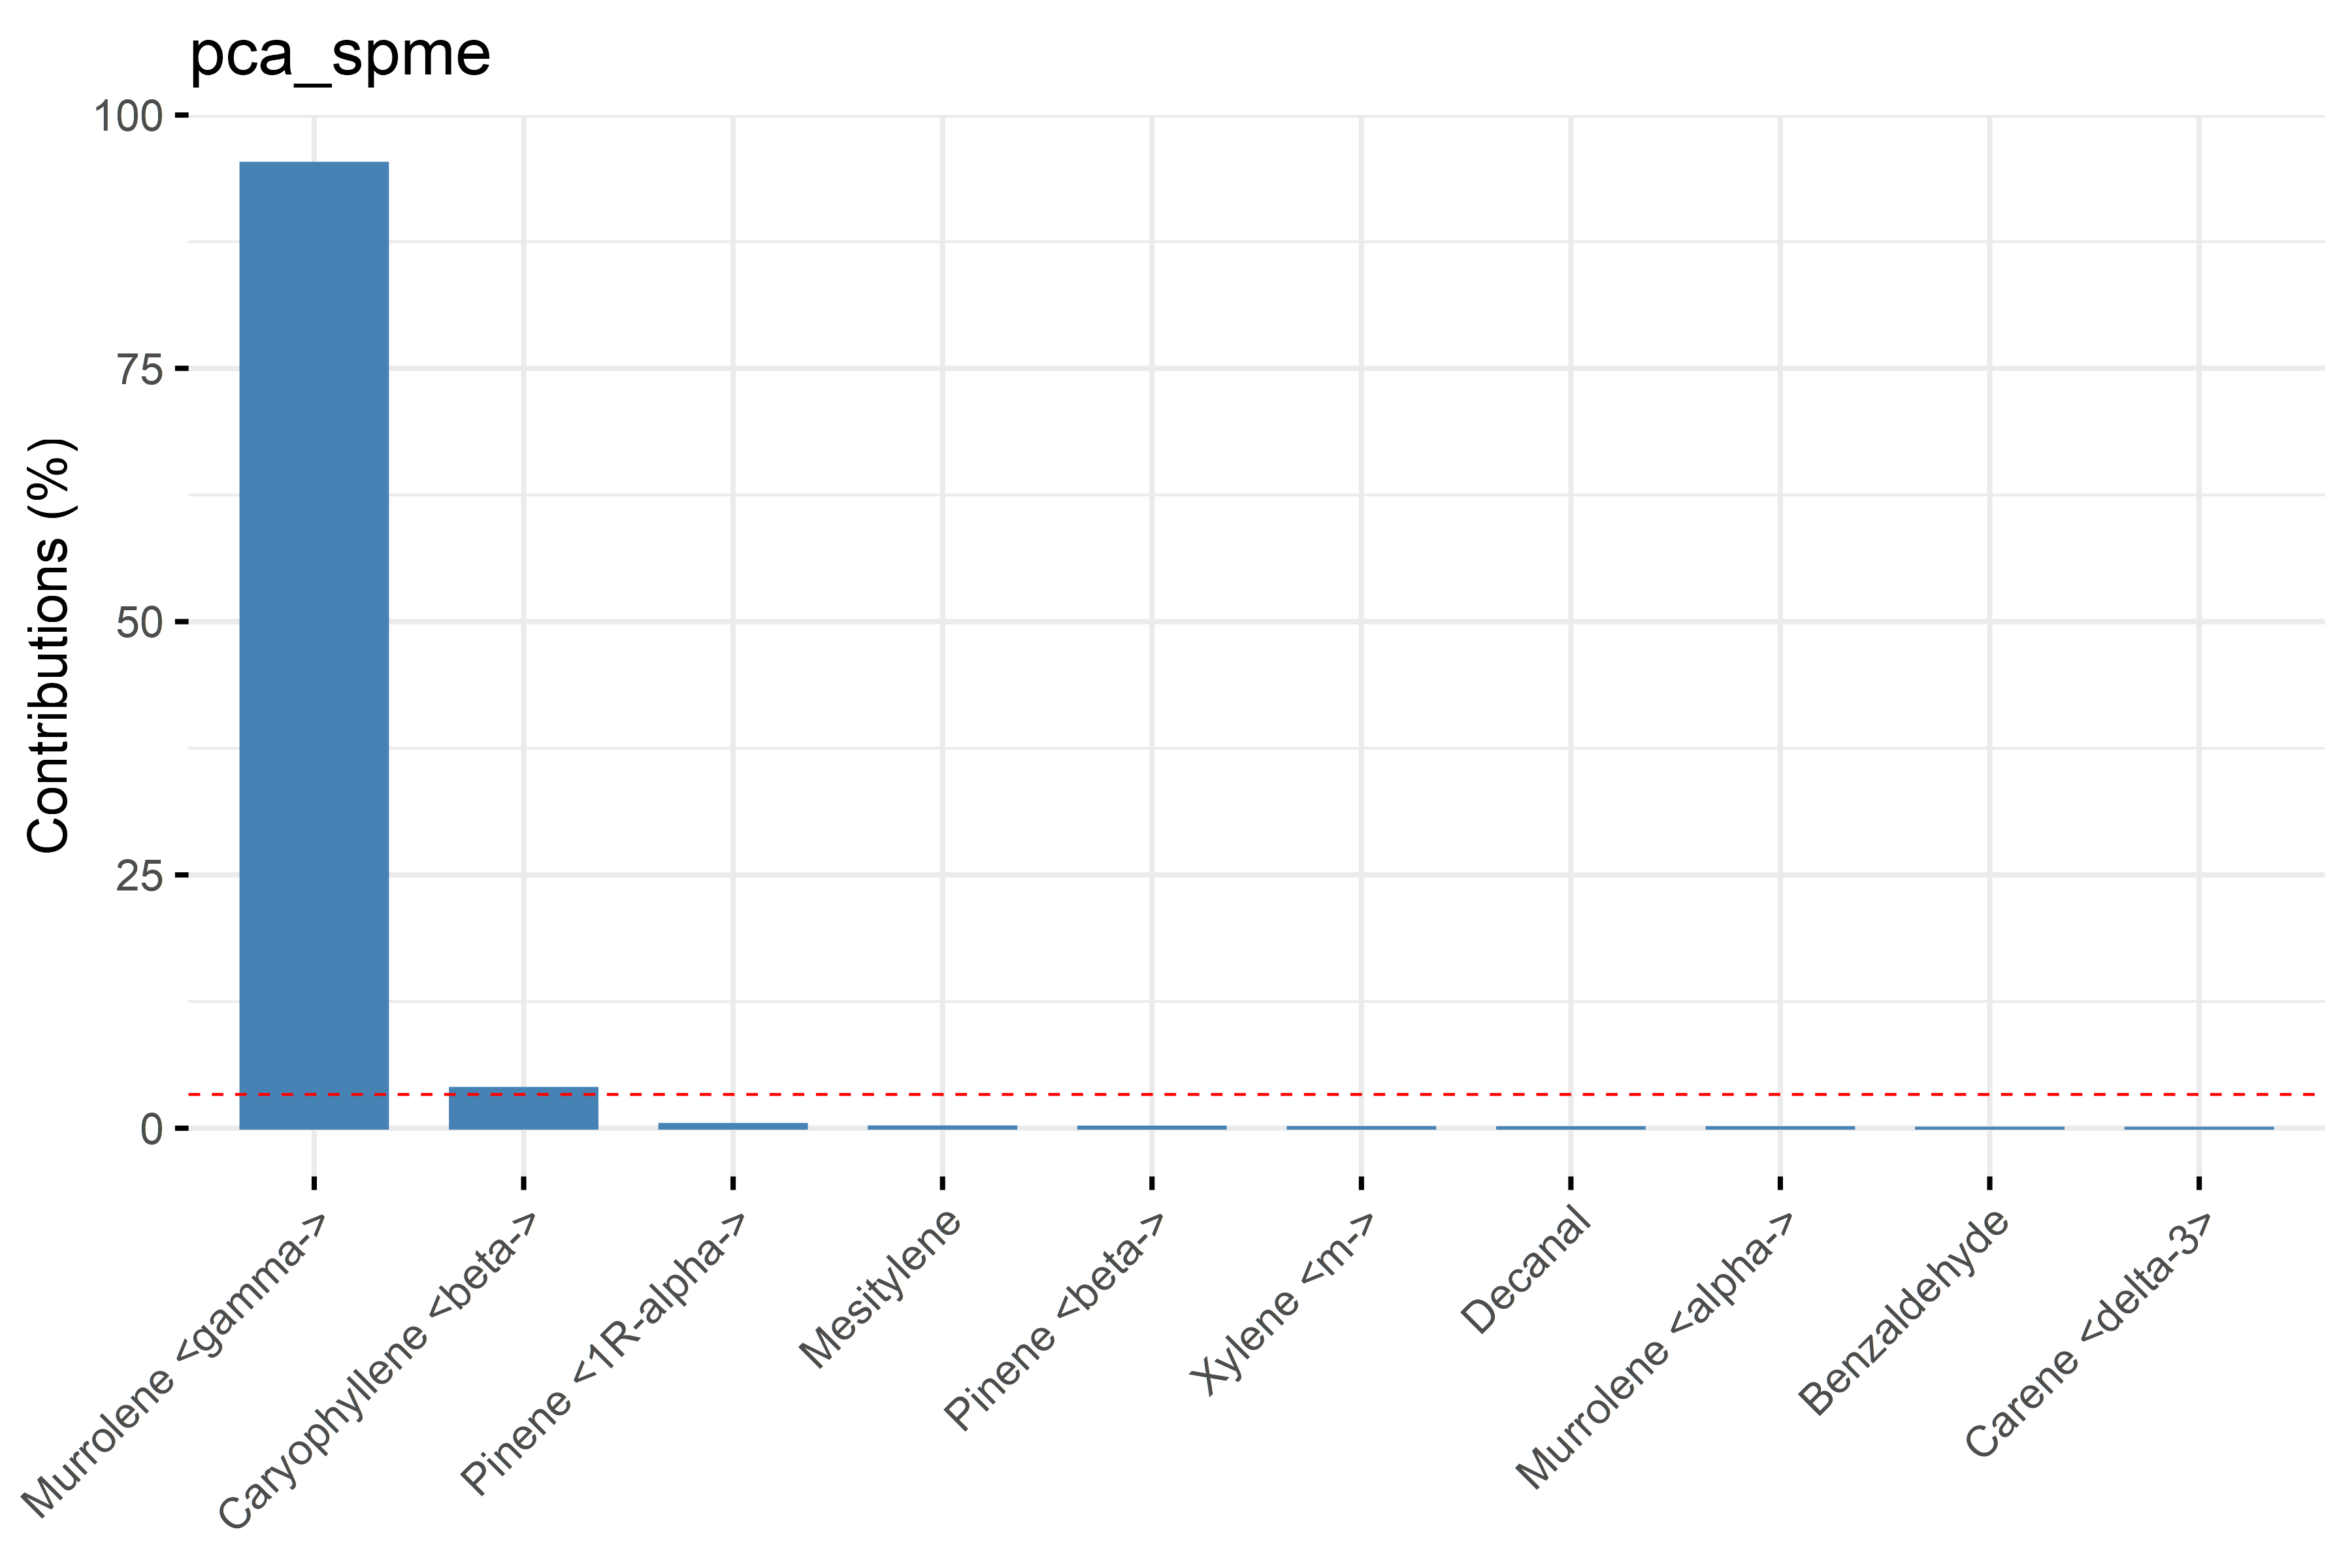 pca_spme
Contributions (%)
100
75
50
25
0
Murrolene <gamma->
Caryophyllene <beta->
Pinene <1R-alpha->
Mesitylene
Pinene <beta->
Xylene <m->
Decanal
Murrolene <alpha->
Benzaldehyde
Carene <delta-3>